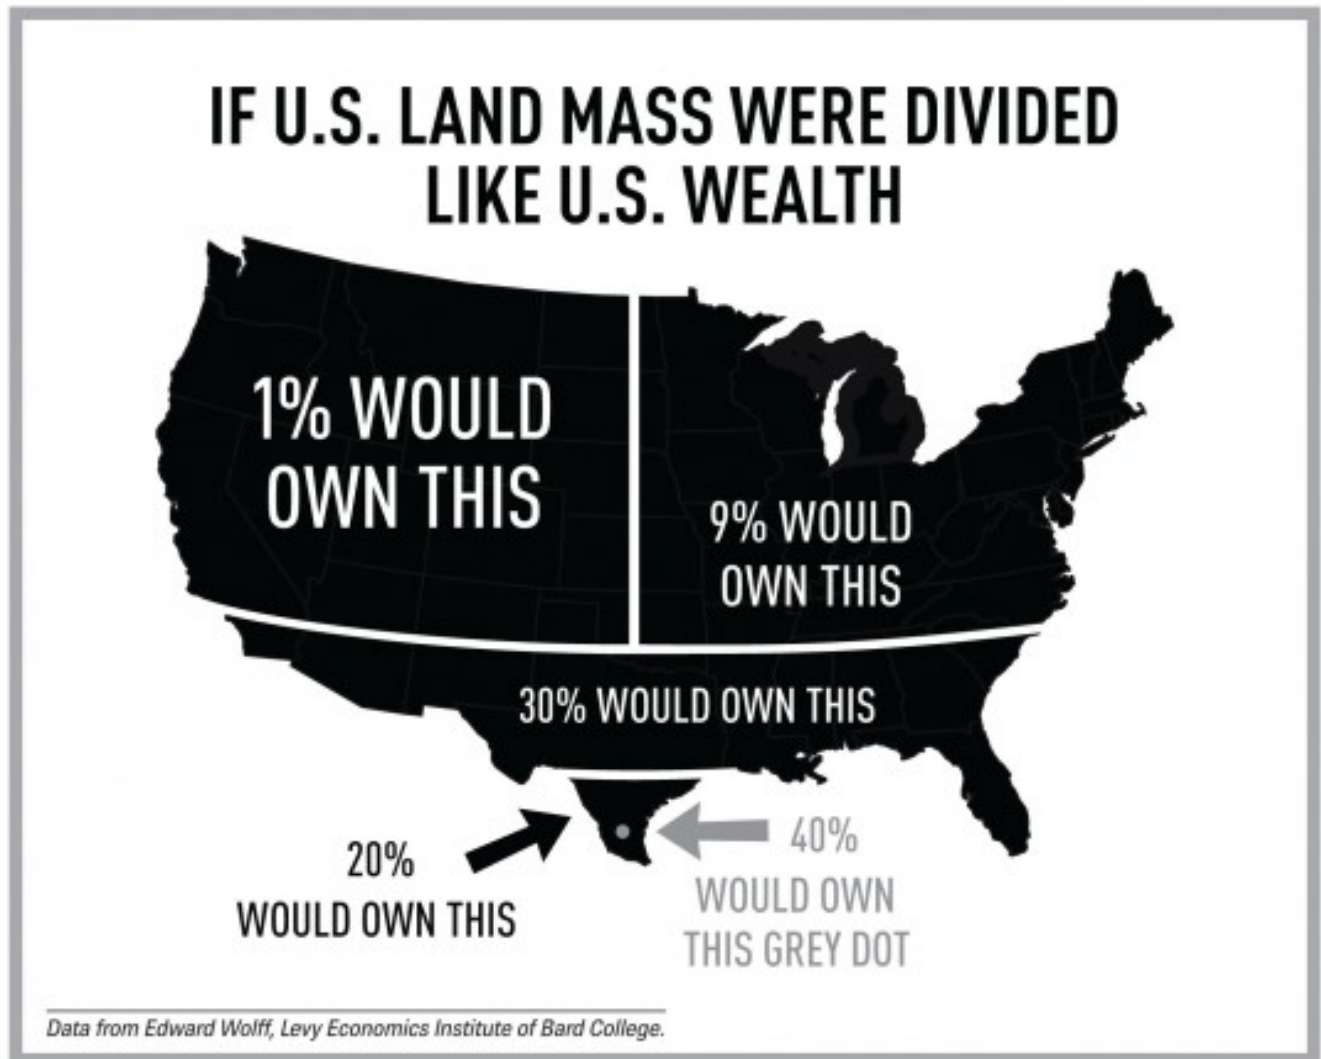 IF U.S. LAND MASS WERE DIVIDED
LIKE U.S. WEALTH
1% WOULD
OWN THIS
9% WOULD
OWN THIS
30% WOULD OWN THIS
20%
WOULD OWN THIS
40%
WOULD OWN
THIS GREY DOT
Data from Edward Wolff, Levy Economics Institute of Bard College.